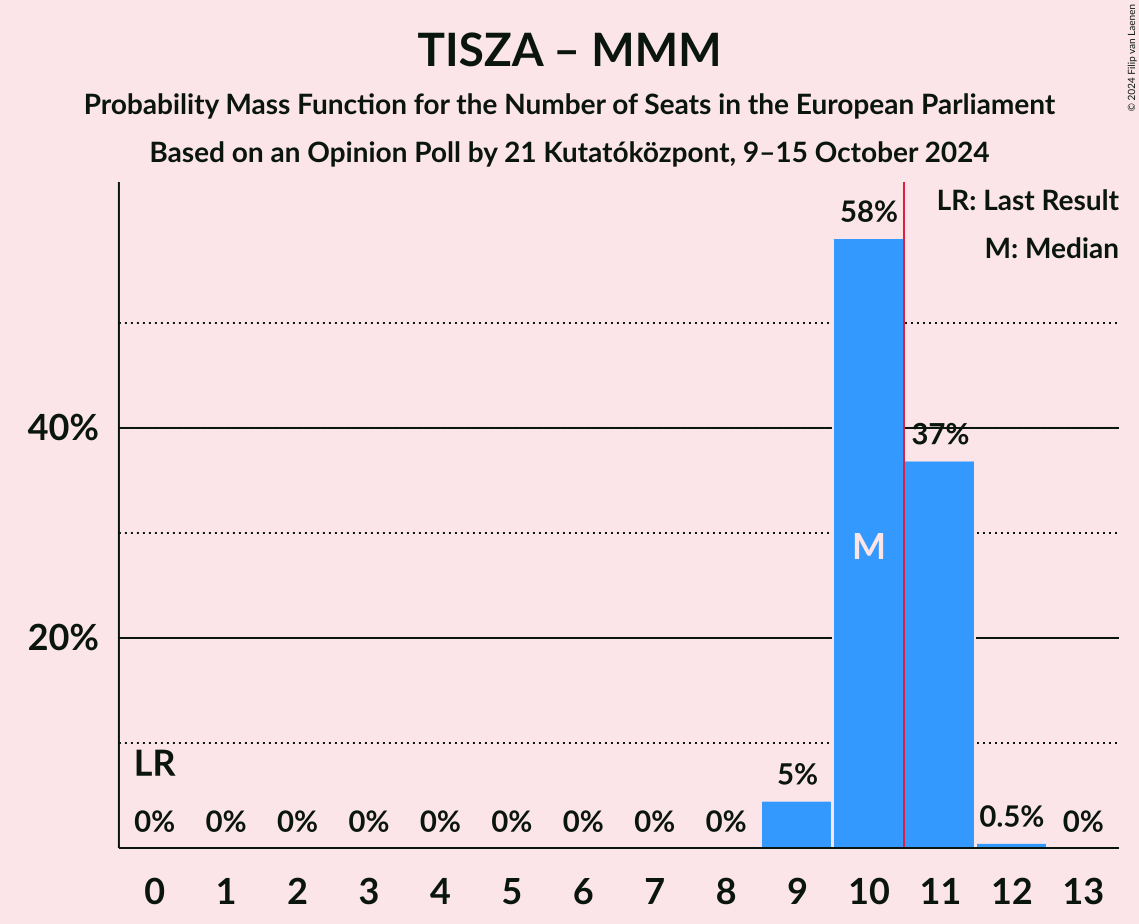 TISZA – MMM
Probability Mass Function for the Number of Seats in the European Parliament
Based on an Opinion Poll by 21 Kutatóközpont, 9–15 October 2024
© 2024 Filip van Laenen
LR: Last Result
M: Median
58%
40%
37%
M
20%
LR
5%
0% 0% 0% 0% 0% 0% 0% 0% 0% 0.5% 0%
0 1 2 3 4 5 6 7 8 9 10 11 12 13